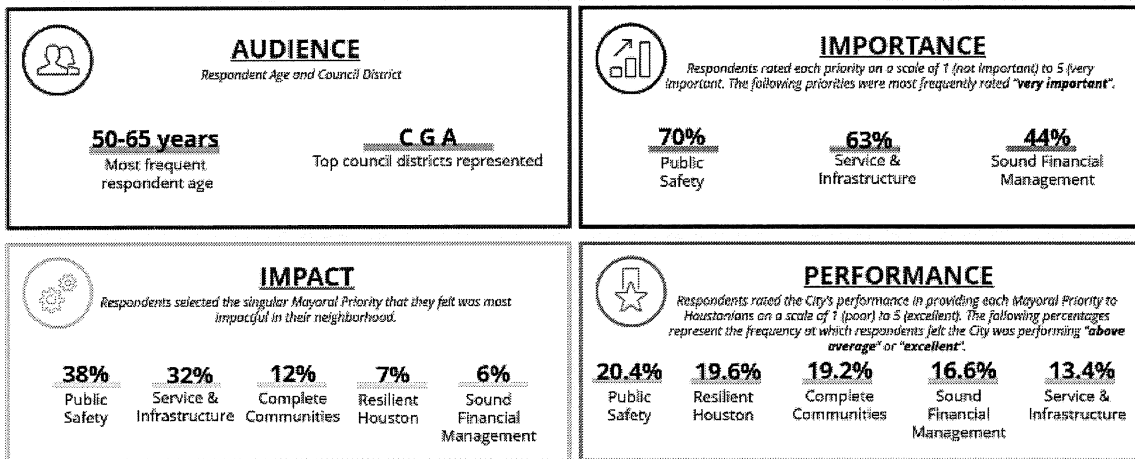 AUDIENCE
Respondent Age and Council District
50-65 years
Most frequent
respondent age
C G A
Top council districts represented
IMPORTANCE
Respondents rated each priority on a scale of 1 (not important) to 5 (very
important. The following priorities were most frequently rated "very important".
70%
Public
Safety
63%
Service &
Infrastructure
44%
Sound Financial
Management
IMPACT
Respondents selected the singular Mayoral Priority that they felt was most
impactful in their neighborhood.
38%
Public
Safety
32%
Service &
Infrastructure
12%
Complete
Communities
7%
Resilient
Houston
6%
Sound
Financial
Management
PERFORMANCE
Respondents rated the City's performance in providing each Mayoral Priority to
Houstonians on a scale of 1 (poor) to 5 (excellent). The following percentages
represent the frequency at which respondents felt the City was performing "above
average" or "excellent".
20.4%
Public
Safety
19.6%
Resilient
Houston
19.2%
Complete
Communities
16.6%
Sound
Financial
Management
13.4%
Service &
Infrastructure